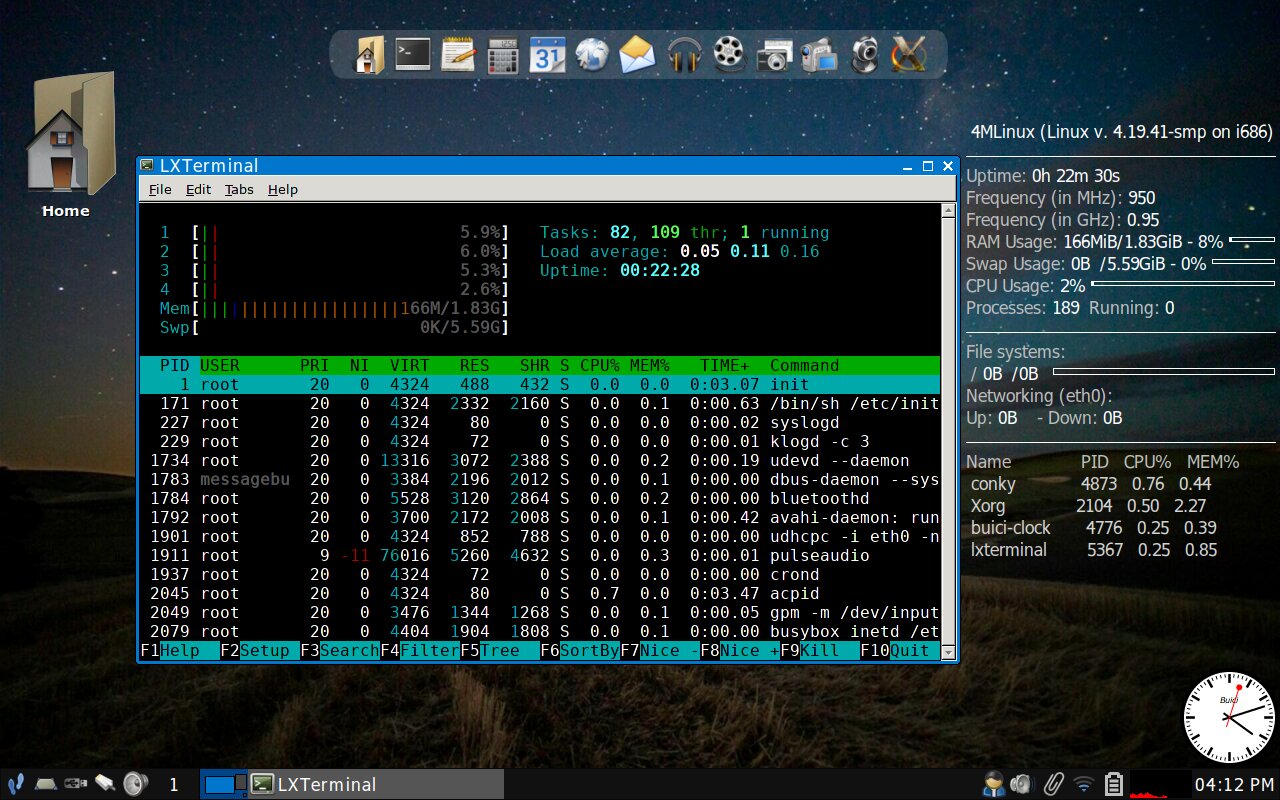 31
4MLinux (Linux v. 4.19.41-smp on i686)
Home
LXTerminal
File Edit Tabs Help
1 [|| 5.9%] Tasks: 82, 109 thr; 1 running
2 [|| 6.0%] Load average: 0.05 0.11 0.16
3 [|| 5.3%] Uptime: 00:22:28
4 [|| 2.6%]
Mem[||||||||||||||||||||166M/1.83G]
Swp[ 0K/5.59G]
PID USER PRI NI VIRT RES SHR S CPU% MEM% TIME+ Command
1 root 20 0 4324 488 432 S 0.0 0.0 0:03.07 init
171 root 20 0 4324 2332 2160 S 0.0 0.1 0:00.63 /bin/sh /etc/init
227 root 20 0 4324 80 0 S 0.0 0.0 0:00.02 syslogd
229 root 20 0 4324 72 0 S 0.0 0.0 0:00.01 klogd -c 3
1734 root 20 0 13316 3072 2388 S 0.0 0.2 0:00.19 udevd --daemon
1783 messagebu 20 0 3384 2196 2012 S 0.0 0.1 0:00.00 dbus-daemon --sys
1784 root 20 0 5528 3120 2864 S 0.0 0.2 0:00.00 bluetoothd
1792 root 20 0 3700 2172 2008 S 0.0 0.1 0:00.42 avahi-daemon: run
1901 root 20 0 4324 852 788 S 0.0 0.0 0:00.00 udhcpc -i eth0 -n
1911 root 9 -11 76016 5260 4632 S 0.0 0.3 0:00.01 pulseaudio
1937 root 20 0 4324 72 0 S 0.0 0.0 0:00.00 crond
2045 root 20 0 4324 80 0 S 0.7 0.0 0:03.47 acpid
2049 root 20 0 3476 1344 1268 S 0.0 0.1 0:00.05 gpm -m /dev/input
2079 root 20 0 4404 1904 1808 S 0.0 0.1 0:00.00 busybox inetd /et
F1Help F2Setup F3SearchF4FilterF5Tree F6SortByF7Nice -F8Nice +F9Kill F10Quit
Uptime: 0h 22m 30s
Frequency (in MHz): 950
Frequency (in GHz): 0.95
RAM Usage: 166MiB/1.83GiB - 8%
Swap Usage: 0B /5.59GiB - 0%
CPU Usage: 2%
Processes: 189 Running: 0
File systems:
/ 0B /0B
Networking (eth0):
Up: 0B - Down: 0B
Name PID CPU% MEM%
conky 4873 0.76 0.44
Xorg 2104 0.50 2.27
buici-clock 4776 0.25 0.39
lxterminal 5367 0.25 0.85
Buici
1 LXTerminal 04:12 PM